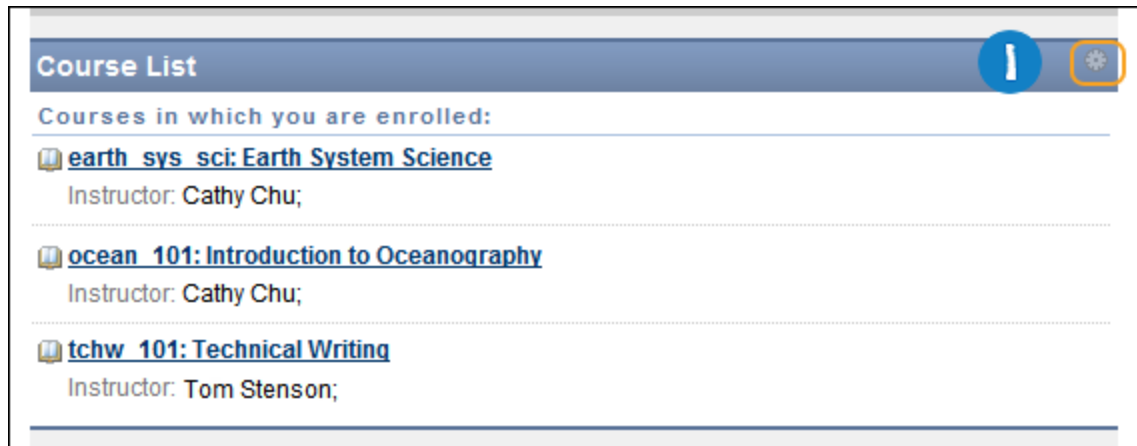 Course List
1
Courses in which you are enrolled:
earth_sys_sci: Earth System Science
Instructor: Cathy Chu;
ocean_101: Introduction to Oceanography
Instructor: Cathy Chu;
tchw_101: Technical Writing
Instructor: Tom Stenson;